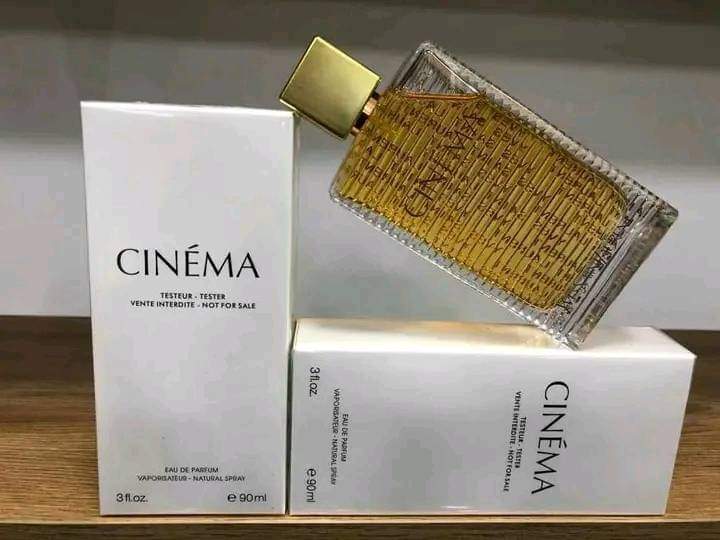 CINÉMA
TESTEUR - TESTER
VENTE INTERDITE - NOT FOR SALE
EAU DE PARFUM
VAPORISATEUR - NATURAL SPRAY
3 fl.oz. e 90ml
CINÉMA
CINÉMA
TESTEUR - TESTER
VENTE INTERDITE - NOT FOR SALE
EAU DE PARFUM
VAPORISATEUR - NATURAL SPRAY
3 fl.oz. e 90ml